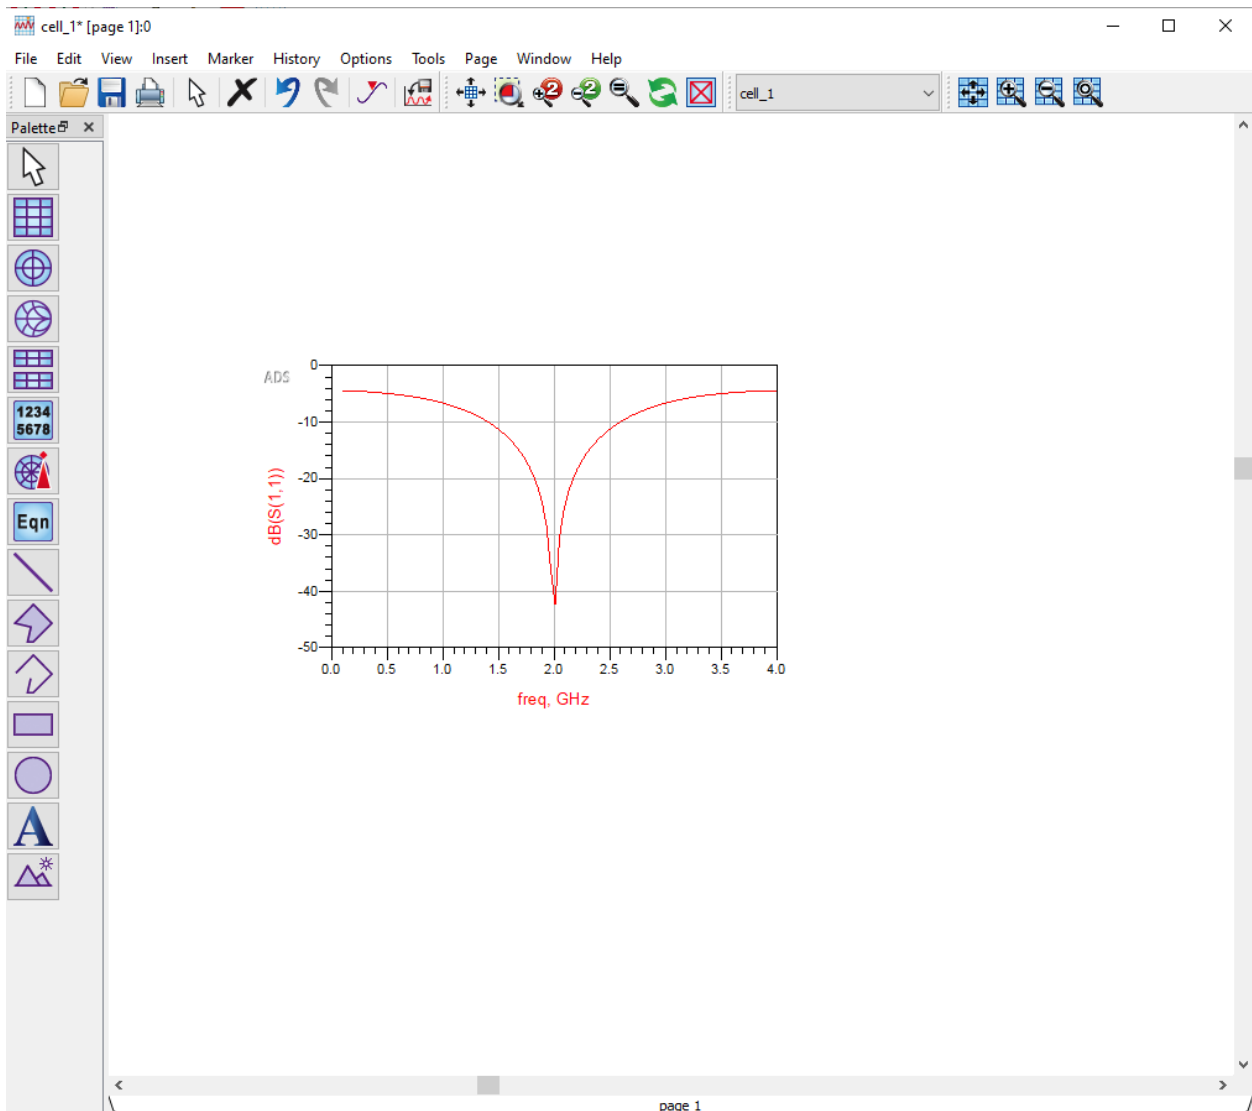 cell_1* [page 1]:0
File Edit View Insert Marker History Options Tools Page Window Help
2 2 cell_1
Palette
1234
5678
Eqn
A
ADS
0
-10
-20
-30
-40
-50
dB(S(1,1))
0.0 0.5 1.0 1.5 2.0 2.5 3.0 3.5 4.0
freq, GHz
page 1